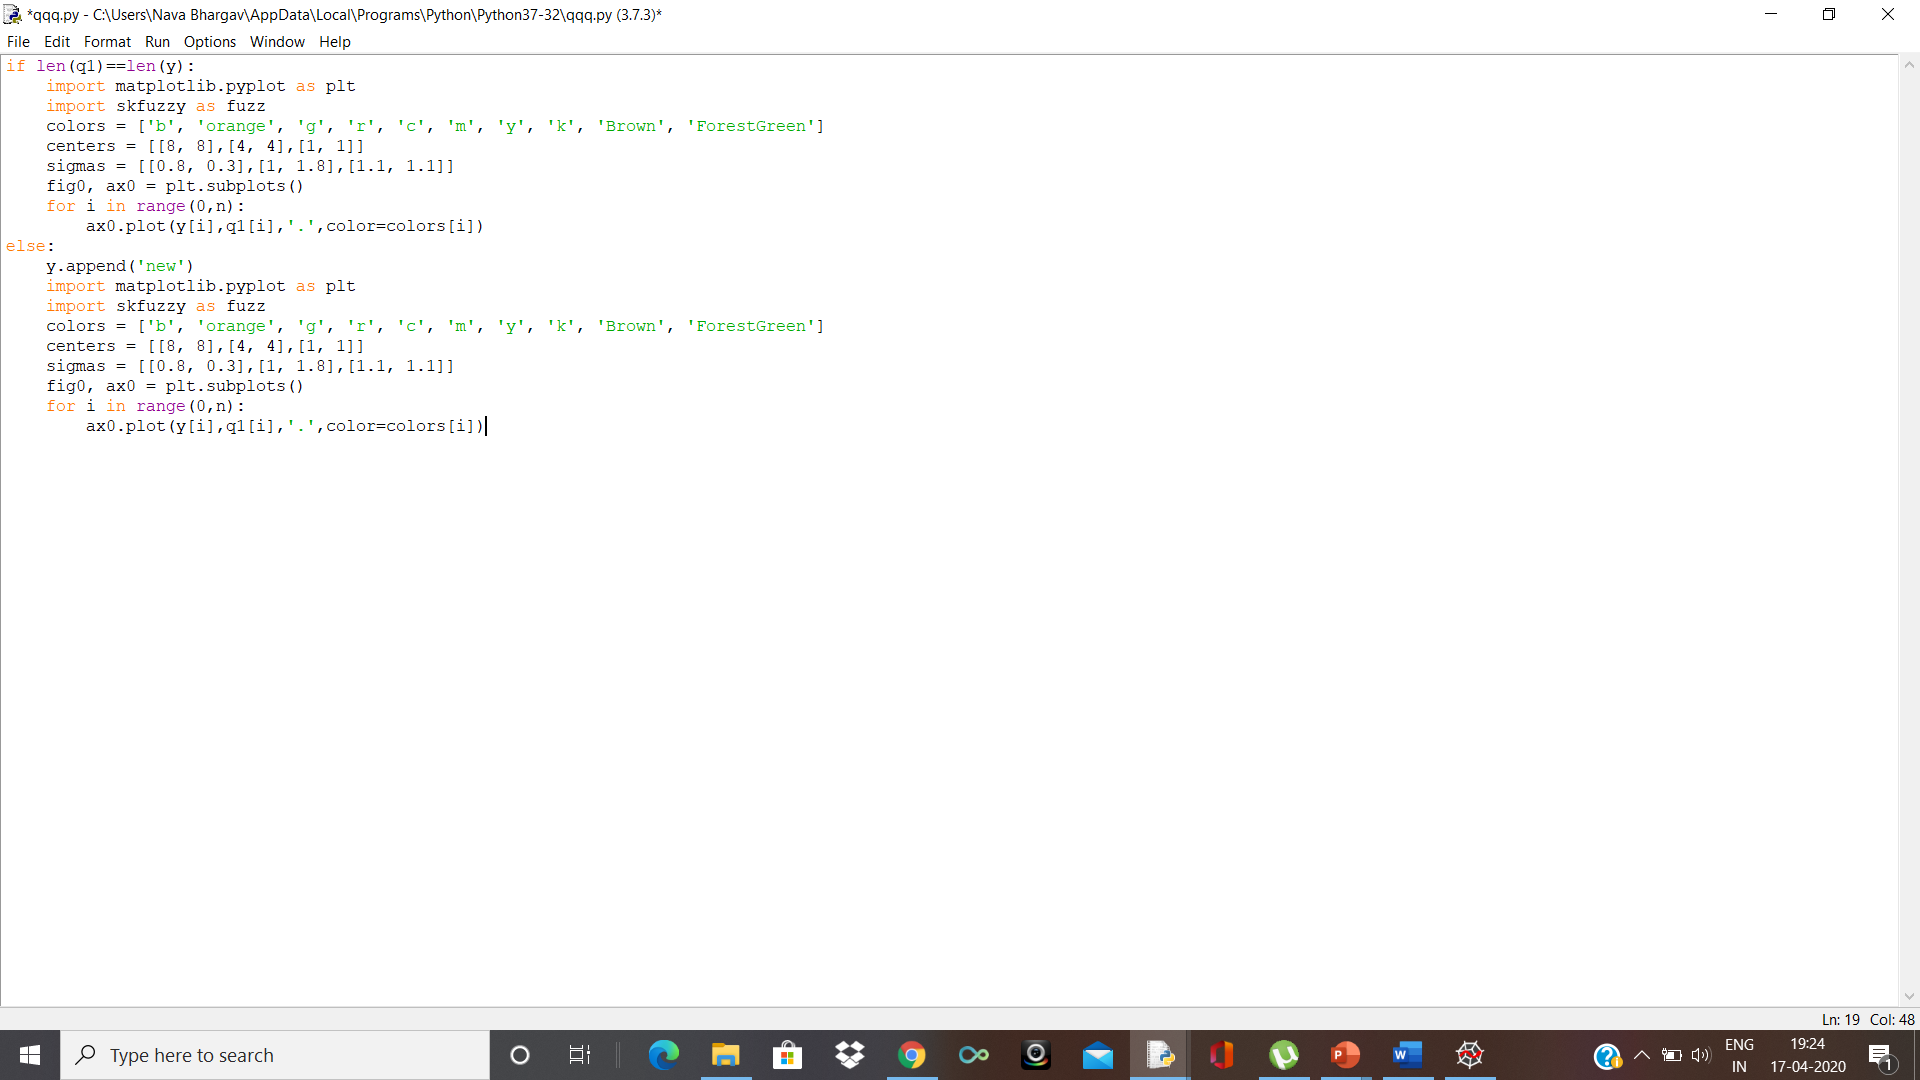 *qqq.py - C:\Users\Nava Bhargav\AppData\Local\Programs\Python\Python37-32\qqq.py (3.7.3)*
File Edit Format Run Options Window Help
if len(q1)==len(y):
    import matplotlib.pyplot as plt
    import skfuzzy as fuzz
    colors = ['b', 'orange', 'g', 'r', 'c', 'm', 'y', 'k', 'Brown', 'ForestGreen']
    centers = [[8, 8],[4, 4],[1, 1]]
    sigmas = [[0.8, 0.3],[1, 1.8],[1.1, 1.1]]
    fig0, ax0 = plt.subplots()
    for i in range(0,n):
        ax0.plot(y[i],q1[i],'.',color=colors[i])
else:
    y.append('new')
    import matplotlib.pyplot as plt
    import skfuzzy as fuzz
    colors = ['b', 'orange', 'g', 'r', 'c', 'm', 'y', 'k', 'Brown', 'ForestGreen']
    centers = [[8, 8],[4, 4],[1, 1]]
    sigmas = [[0.8, 0.3],[1, 1.8],[1.1, 1.1]]
    fig0, ax0 = plt.subplots()
    for i in range(0,n):
        ax0.plot(y[i],q1[i],'.',color=colors[i])
Ln: 19 Col: 48
Type here to search
P
W
?
ENG
IN
19:24
17-04-2020
1